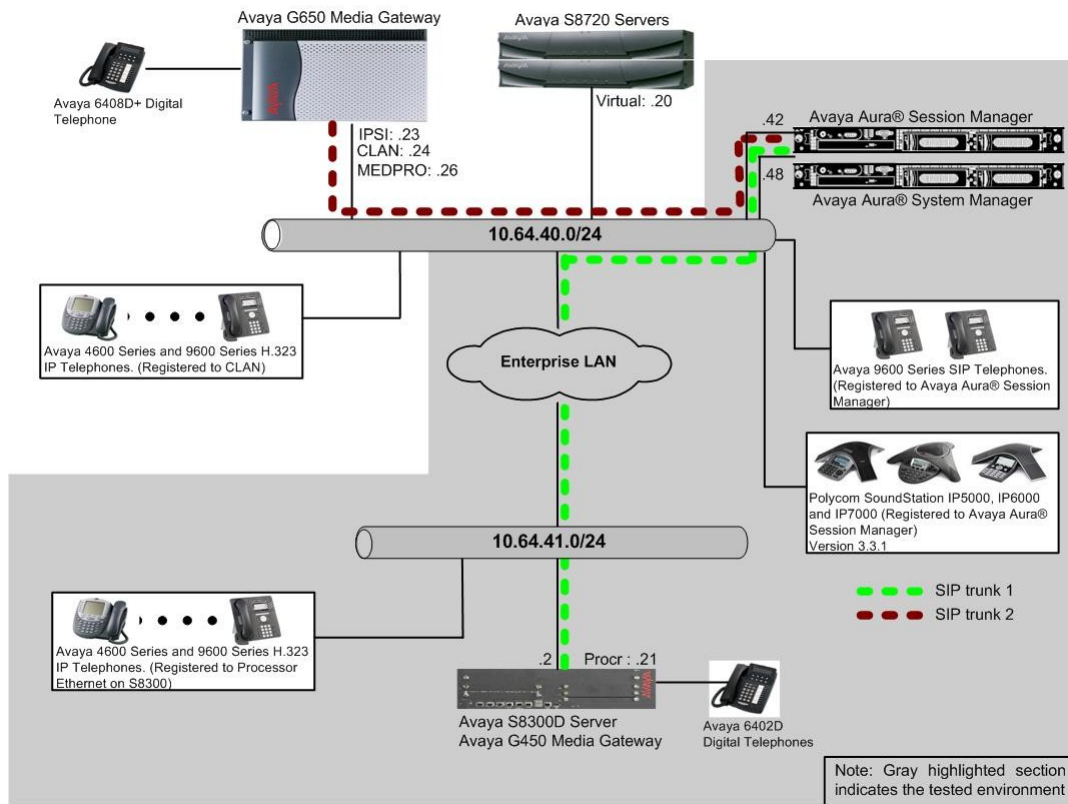 Avaya G650 Media Gateway
Avaya S8720 Servers
Avaya 6408D+ Digital
Telephone
Virtual: .20
IPSI: .23
CLAN: .24
MEDPRO: .26
.42
Avaya Aura® Session Manager
.48
Avaya Aura® System Manager
10.64.40.0/24
Avaya 4600 Series and 9600 Series H.323
IP Telephones. (Registered to CLAN)
Enterprise LAN
Avaya 9600 Series SIP Telephones.
(Registered to Avaya Aura® Session
Manager)
Polycom SoundStation IP5000, IP6000
and IP7000 (Registered to Avaya Aura®
Session Manager)
Version 3.3.1
10.64.41.0/24
SIP trunk 1
SIP trunk 2
Avaya 4600 Series and 9600 Series H.323
IP Telephones. (Registered to Processor
Ethernet on S8300)
.2
Procr : .21
Avaya S8300D Server
Avaya G450 Media Gateway
Avaya 6402D
Digital Telephones
Note: Gray highlighted section
indicates the tested environment